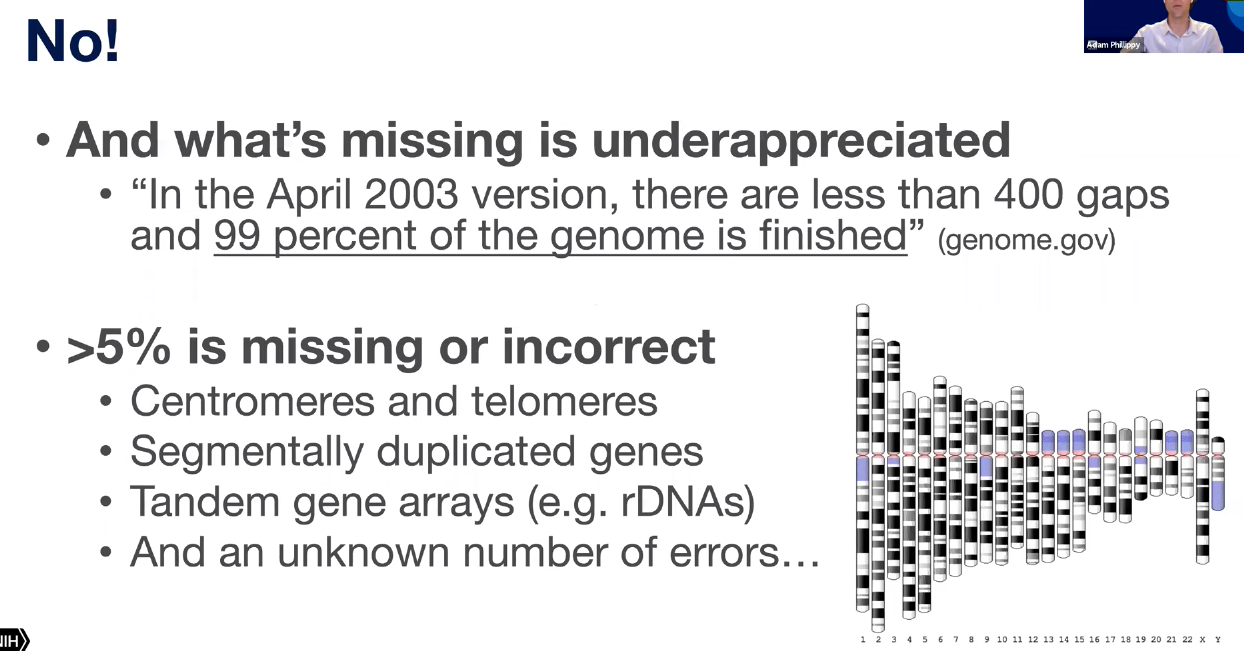 No!
Adam Phillippy
• And what's missing is underappreciated
• “In the April 2003 version, there are less than 400 gaps
and 99 percent of the genome is finished” (genome.gov)
• >5% is missing or incorrect
• Centromeres and telomeres
• Segmentally duplicated genes
• Tandem gene arrays (e.g. rDNAs)
• And an unknown number of errors…
NIH
1 2 3 4 5 6 7 8 9 10 11 12 13 14 15 16 17 18 19 20 21 22 X Y